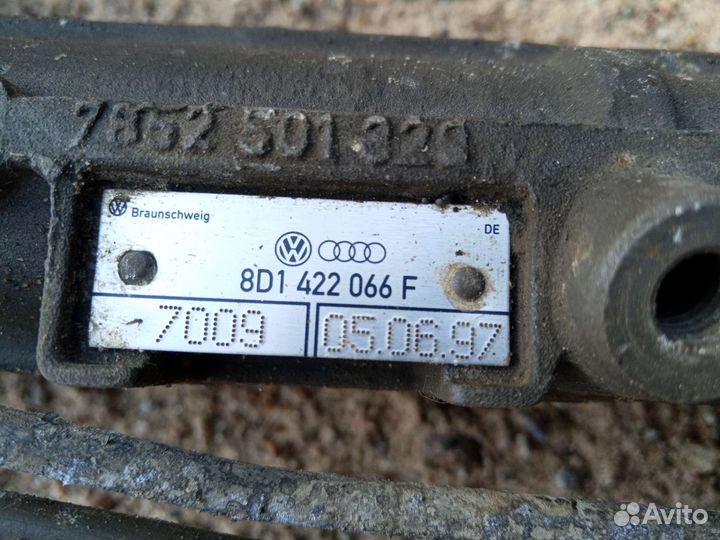 7852 501 329
Braunschweig
DE
8D1 422 066 F
7009
05.06.97
Avito